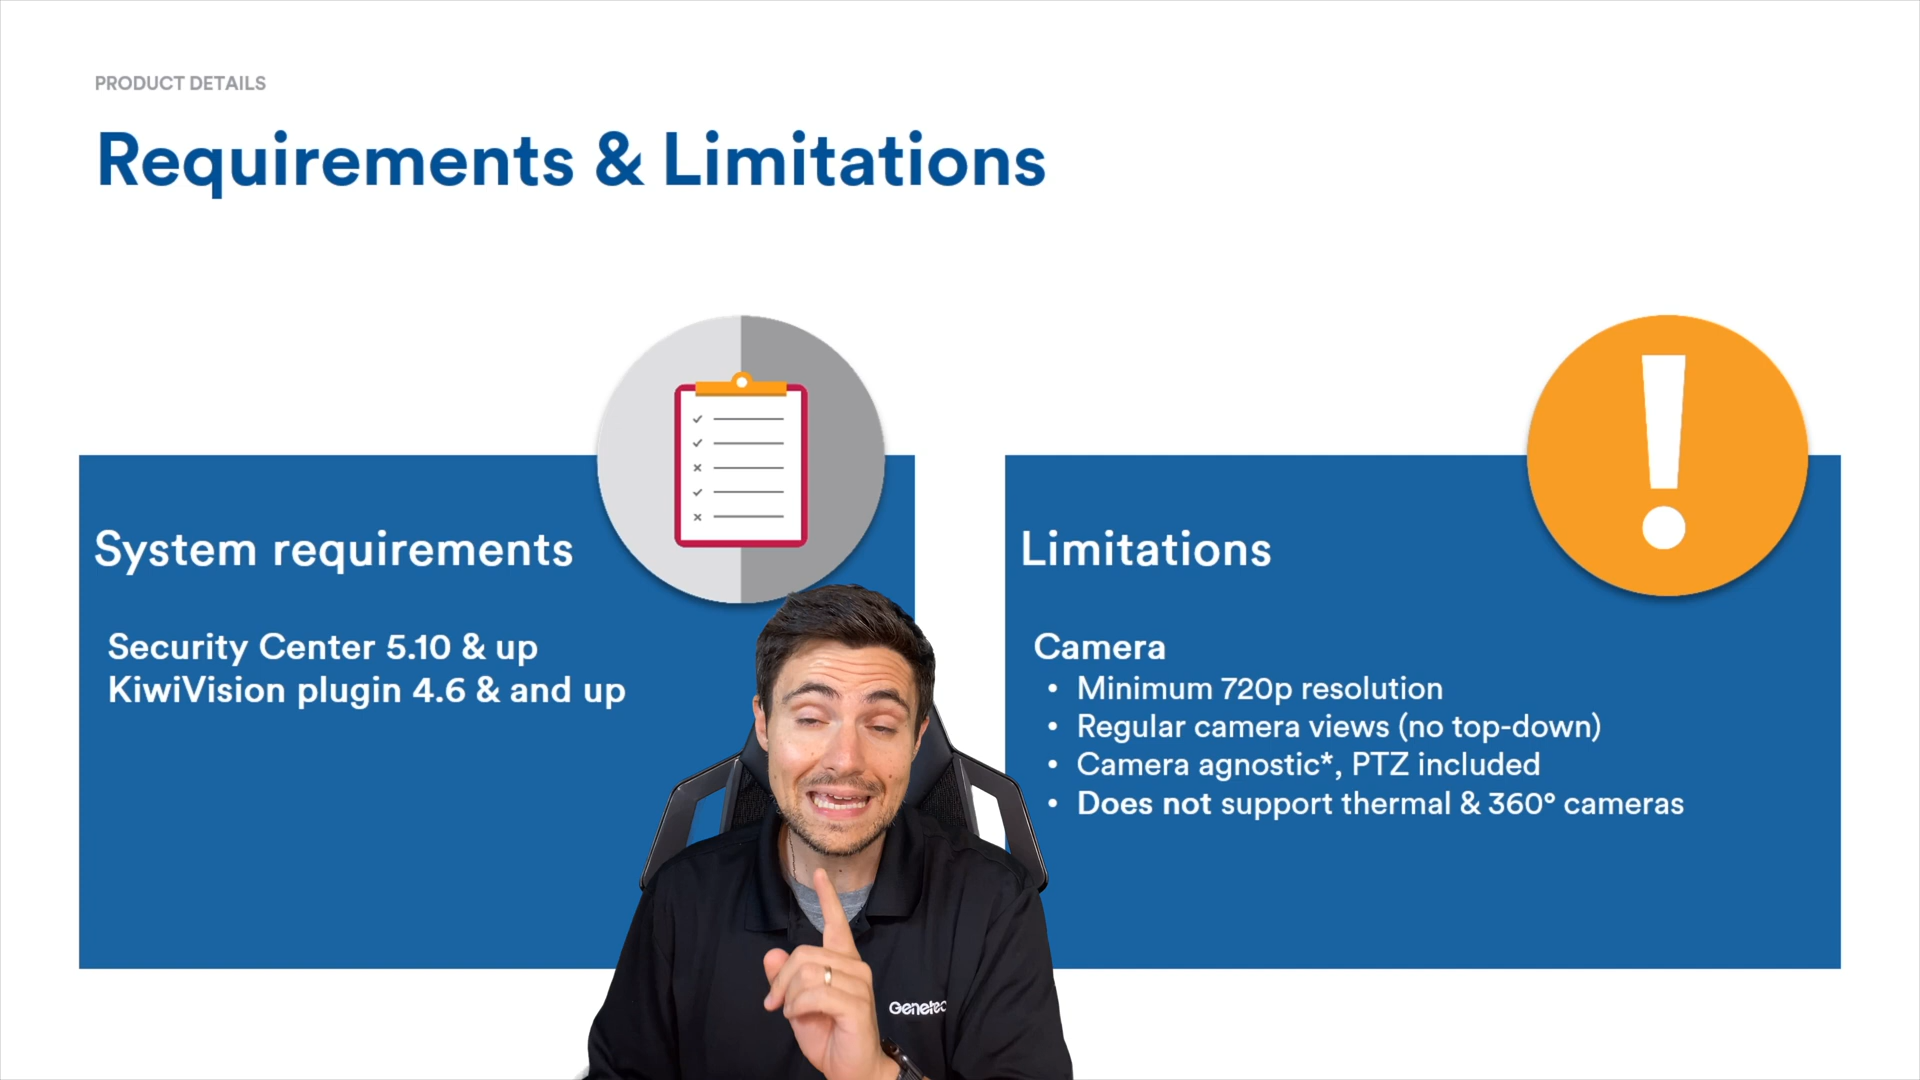 PRODUCT DETAILS
Requirements & Limitations
System requirements
Security Center 5.10 & up
KiwiVision plugin 4.6 & and up
Limitations
Camera
• Minimum 720p resolution
• Regular camera views (no top-down)
• Camera agnostic*, PTZ included
• Does not support thermal & 360° cameras
Genetec